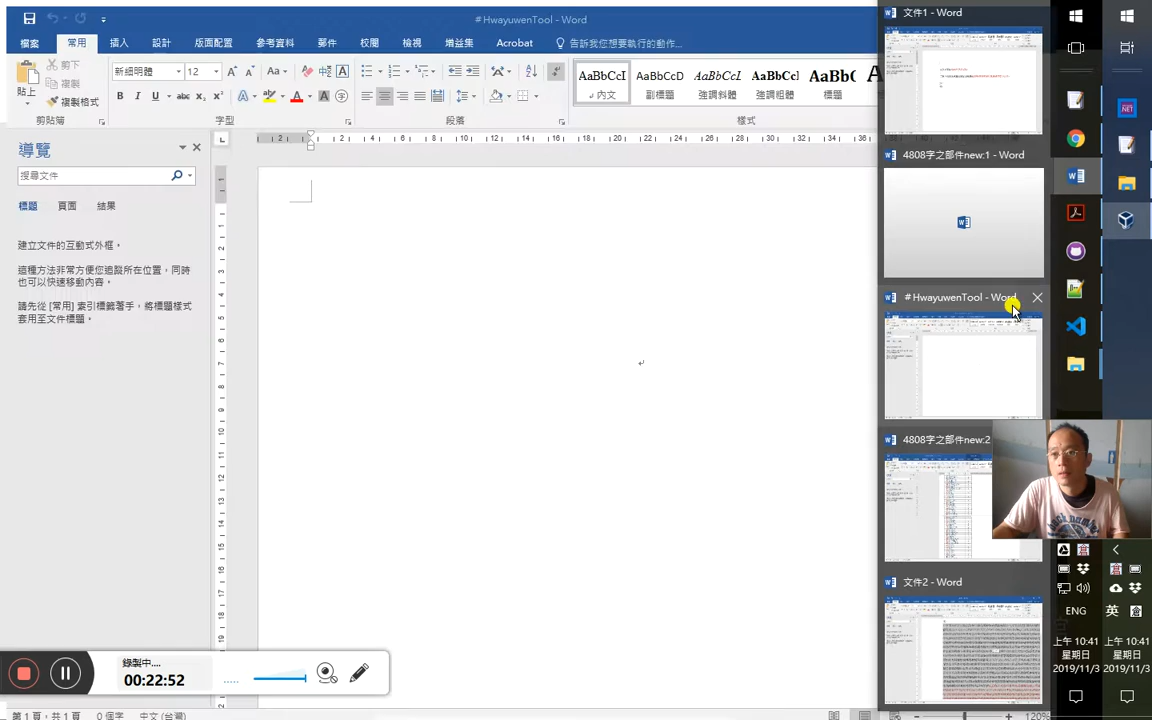 # HwayuwenTool - Word
檔案 常用 插入 設計 版面配置 參考資料 郵件 校閱 檢視 增益集 Acrobat 告訴我您想要執行的動作...
貼上 剪下 複製 複製格式
新細明體 12
AaBbCcI AaBbCcD AaBbCcI AaBbCcl AaBb(
內文 副標題 強調斜體 強調粗體 標題
剪貼簿 字型 段落 樣式
導覽
搜尋文件
標題 頁面 結果
建立文件的互動式外框。
這種方法非常方便您追蹤所在位置，同時
也可以快速移動內容。
請先從 [常用] 索引標籤著手，將標題樣式
套用至文件標題。
文件1 - Word
4808字之部件new:1 - Word
# HwayuwenTool - Word
4808字之部件new:2
文件2 - Word
錄製中....
00:22:52
第 1 頁，共 1 頁 0 個字 中文 (台灣) 120%
ENG
上午 10:41
星期日
2019/11/3
英
上午 10:41
星期日
2019/11/3